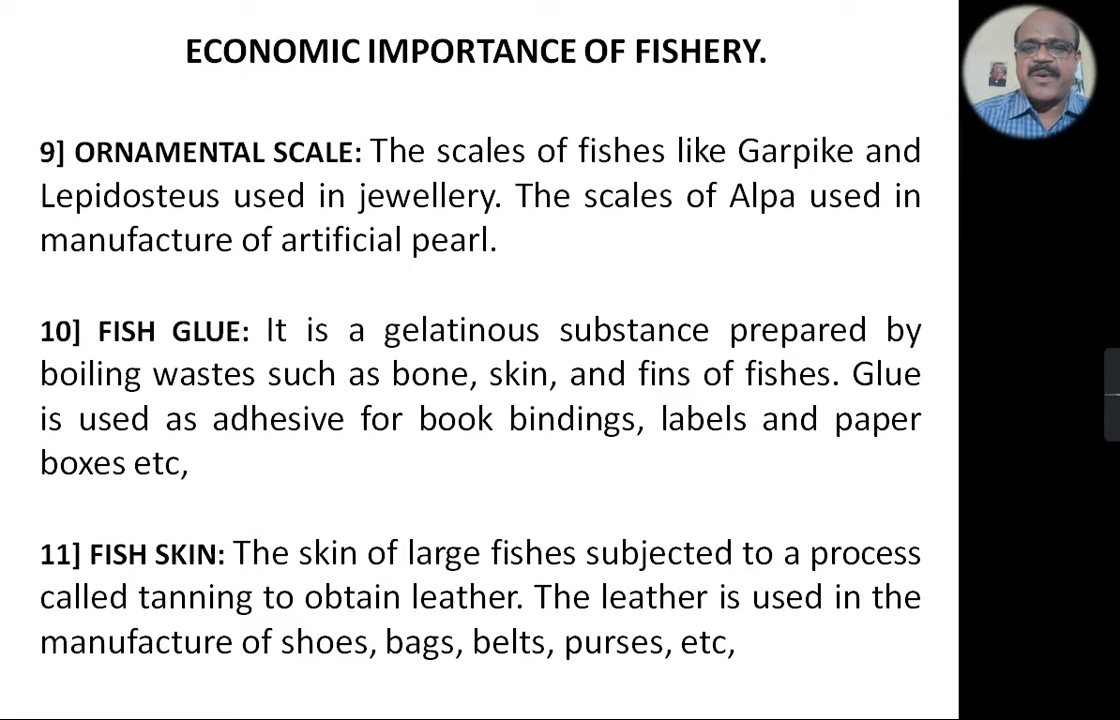 ECONOMIC IMPORTANCE OF FISHERY.
9] ORNAMENTAL SCALE: The scales of fishes like Garpike and
Lepidosteus used in jewellery. The scales of Alpa used in
manufacture of artificial pearl.
10] FISH GLUE: It is a gelatinous substance prepared by
boiling wastes such as bone, skin, and fins of fishes. Glue
is used as adhesive for book bindings, labels and paper
boxes etc,
11] FISH SKIN: The skin of large fishes subjected to a process
called tanning to obtain leather. The leather is used in the
manufacture of shoes, bags, belts, purses, etc,